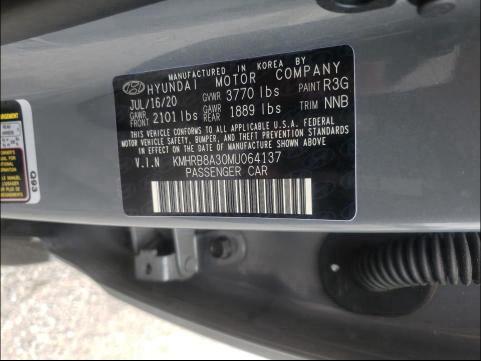 MANUFACTURED IN KOREA BY
HYUNDAI MOTOR COMPANY
JUL/16/20 GVWR 3770 lbs PAINT R3G
GAWR FRONT 2101 lbs GAWR REAR 1889 lbs TRIM NNB
THIS VEHICLE CONFORMS TO ALL APPLICABLE U.S. FEDERAL
MOTOR VEHICLE SAFETY, BUMPER, AND THEFT PREVENTION
STANDARDS IN EFFECT ON THE DATE OF MANUFACTURE SHOWN ABOVE.
V.I.N KMHRB8A30MU064137
PASSENGER CAR
Q93